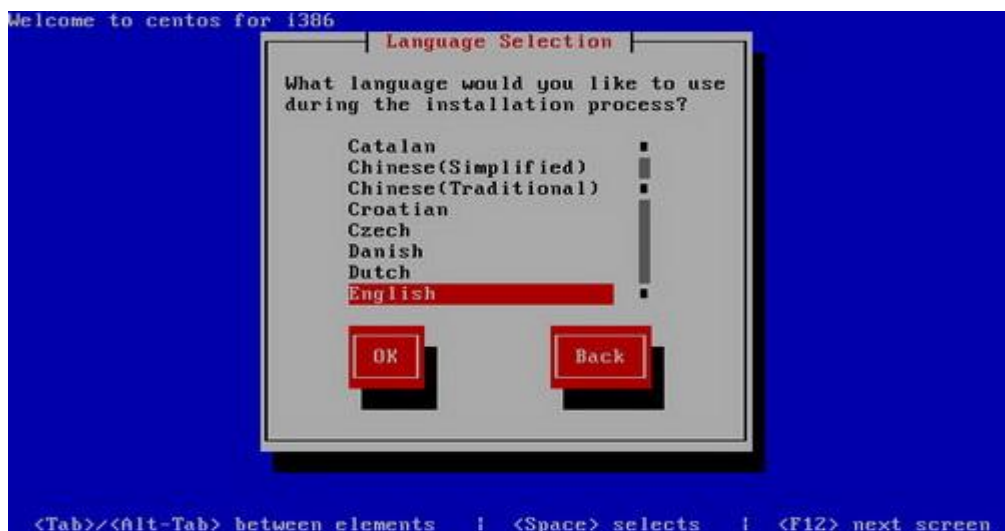 Welcome to centos for i386
Language Selection
What language would you like to use
during the installation process?
Catalan
Chinese(Simplified)
Chinese(Traditional)
Croatian
Czech
Danish
Dutch
English
OK Back
<Tab>/<Alt-Tab> between elements | <Space> selects | <F12> next screen